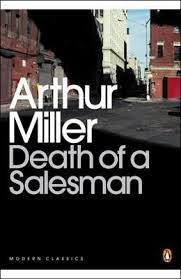 Arthur
Miller
Death of a
Salesman
MODERN CLASSICS